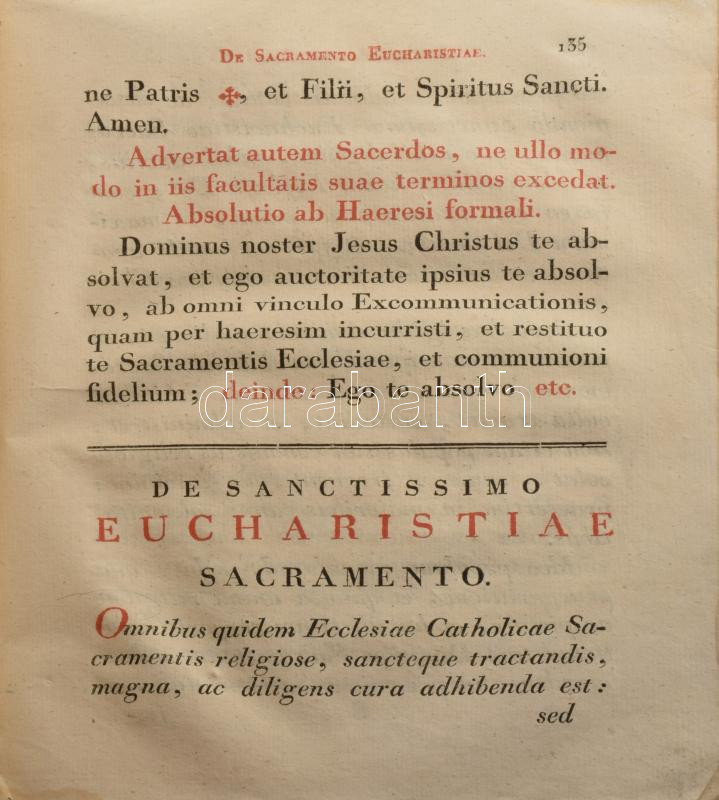 De Sacramento Eucharistiae. 135
ne Patris ✠, et Filii, et Spiritus Sancti.
Amen.
Advertat autem Sacerdos, ne ullo mo-
do in iis facultatis suae terminos excedat.
Absolutio ab Haeresi formali.
Dominus noster Jesus Christus te ab-
solvat, et ego auctoritate ipsius te absol-
vo, ab omni vinculo Excommunicationis,
quam per haeresim incurristi, et restituo
te Sacramentis Ecclesiae, et communioni
fidelium; deinde: Ego te absolvo etc.
darabanth
DE SANCTISSIMO
EUCHARISTIAE
SACRAMENTO.
Omnibus quidem Ecclesiae Catholicae Sa-
cramentis religiose, sancteque tractandis,
magna, ac diligens cura adhibenda est:
sed